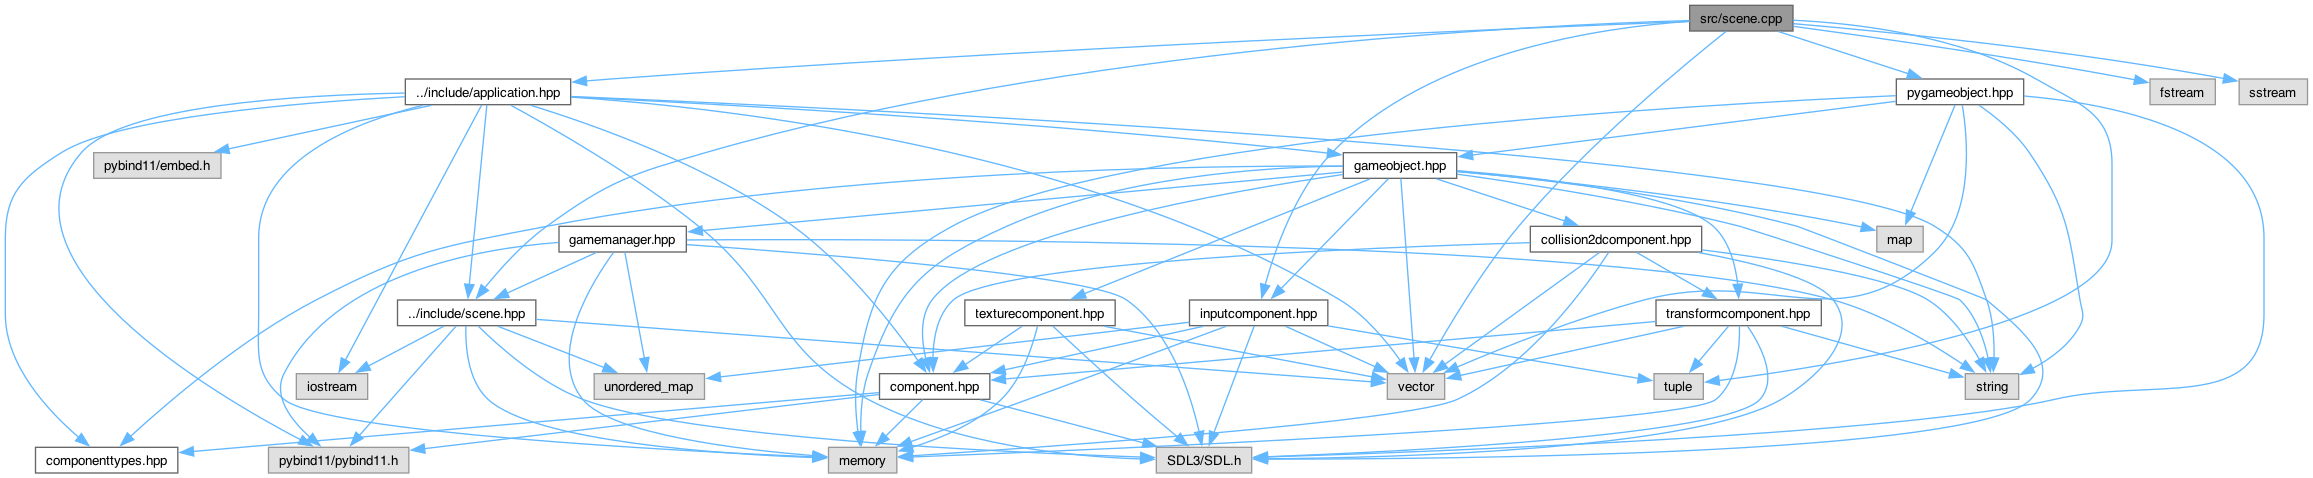 src/scene.cpp
../include/application.hpp
pygameobject.hpp
fstream
sstream
pybind11/embed.h
gameobject.hpp
gamemanager.hpp
collision2dcomponent.hpp
map
../include/scene.hpp
texturecomponent.hpp
inputcomponent.hpp
transformcomponent.hpp
iostream
unordered_map
component.hpp
vector
tuple
string
componenttypes.hpp
pybind11/pybind11.h
memory
SDL3/SDL.h